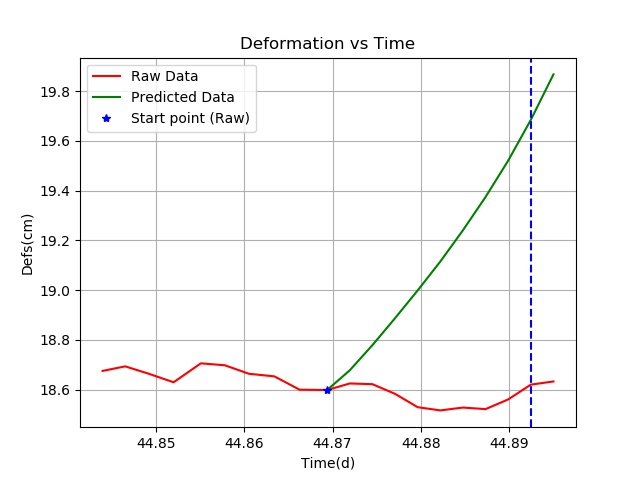 Deformation vs Time
Raw Data
Predicted Data
Start point (Raw)
19.8
19.6
19.4
19.2
19.0
18.8
18.6
Defs(cm)
44.85 44.86 44.87 44.88 44.89
Time(d)